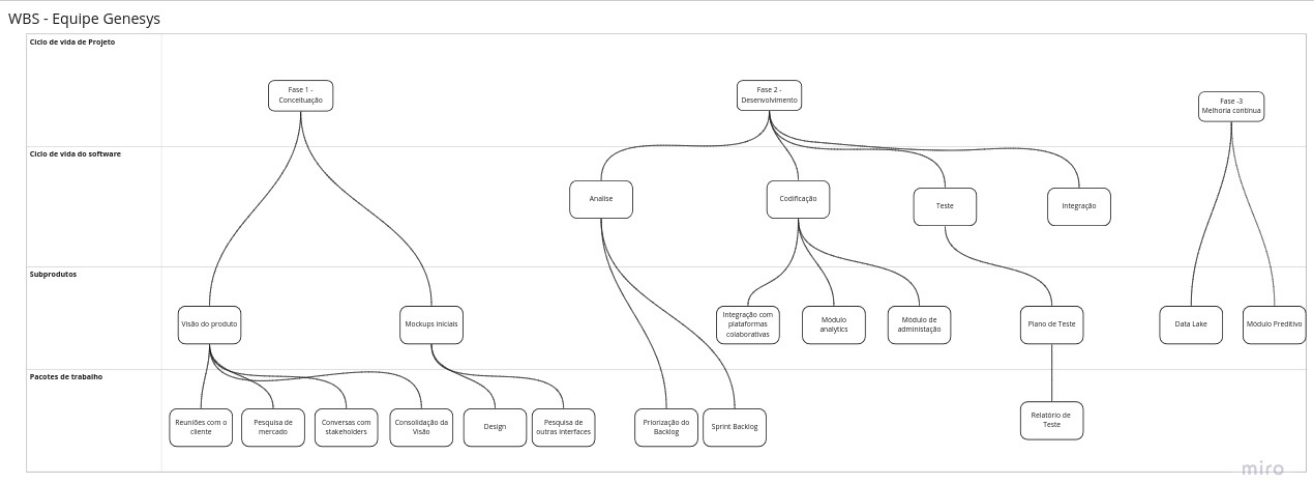 WBS - Equipe Genesys
Ciclo de vida de Projeto
Fase 1 -
Conceituação
Fase 2 -
Desenvolvimento
Fase -3
Melhoria contínua
Ciclo de vida do software
Analise
Codificação
Teste
Integração
Subprodutos
Visão do produto
Mockups Iniciais
Integração com
plataformas
colaborativas
Módulo
analytics
Módulo de
administação
Plano de Teste
Data Lake
Módulo Preditivo
Pacotes de trabalho
Reuniões com o
cliente
Pesquisa de
mercado
Conversas com
stakeholders
Consolidação da
Visão
Design
Pesquisa de
outras interfaces
Priorização do
Backlog
Sprint Backlog
Relatório de
Teste
miro